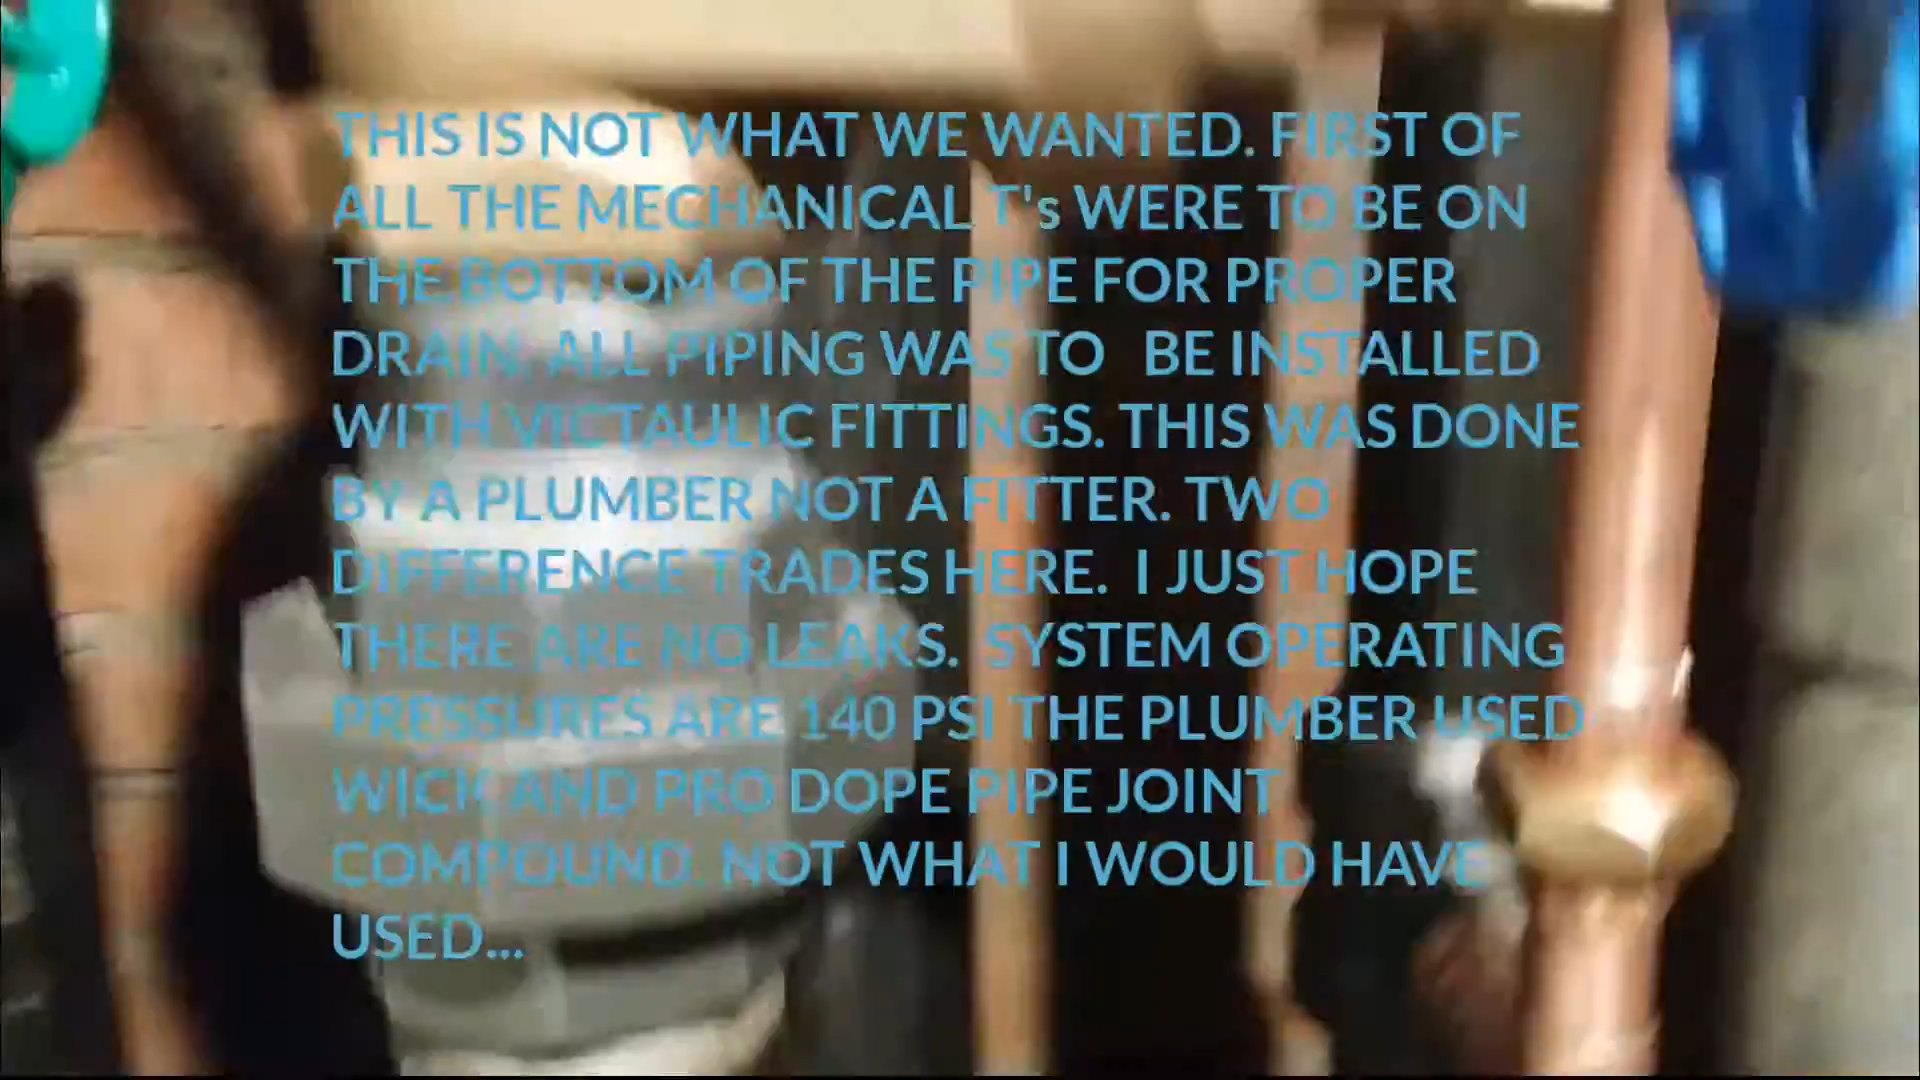 THIS IS NOT WHAT WE WANTED. FIRST OF
ALL THE MECHANICAL T's WERE TO BE ON
THE BOTTOM OF THE PIPE FOR PROPER
DRAIN. ALL PIPING WAS TO BE INSTALLED
WITH VICTAULIC FITTINGS. THIS WAS DONE
BY A PLUMBER NOT A FITTER. TWO
DIFFERENCE TRADES HERE. I JUST HOPE
THERE ARE NO LEAKS. SYSTEM OPERATING
PRESSURES ARE 140 PSI THE PLUMBER USED
WICK AND PRO DOPE PIPE JOINT
COMPOUND. NOT WHAT I WOULD HAVE
USED...